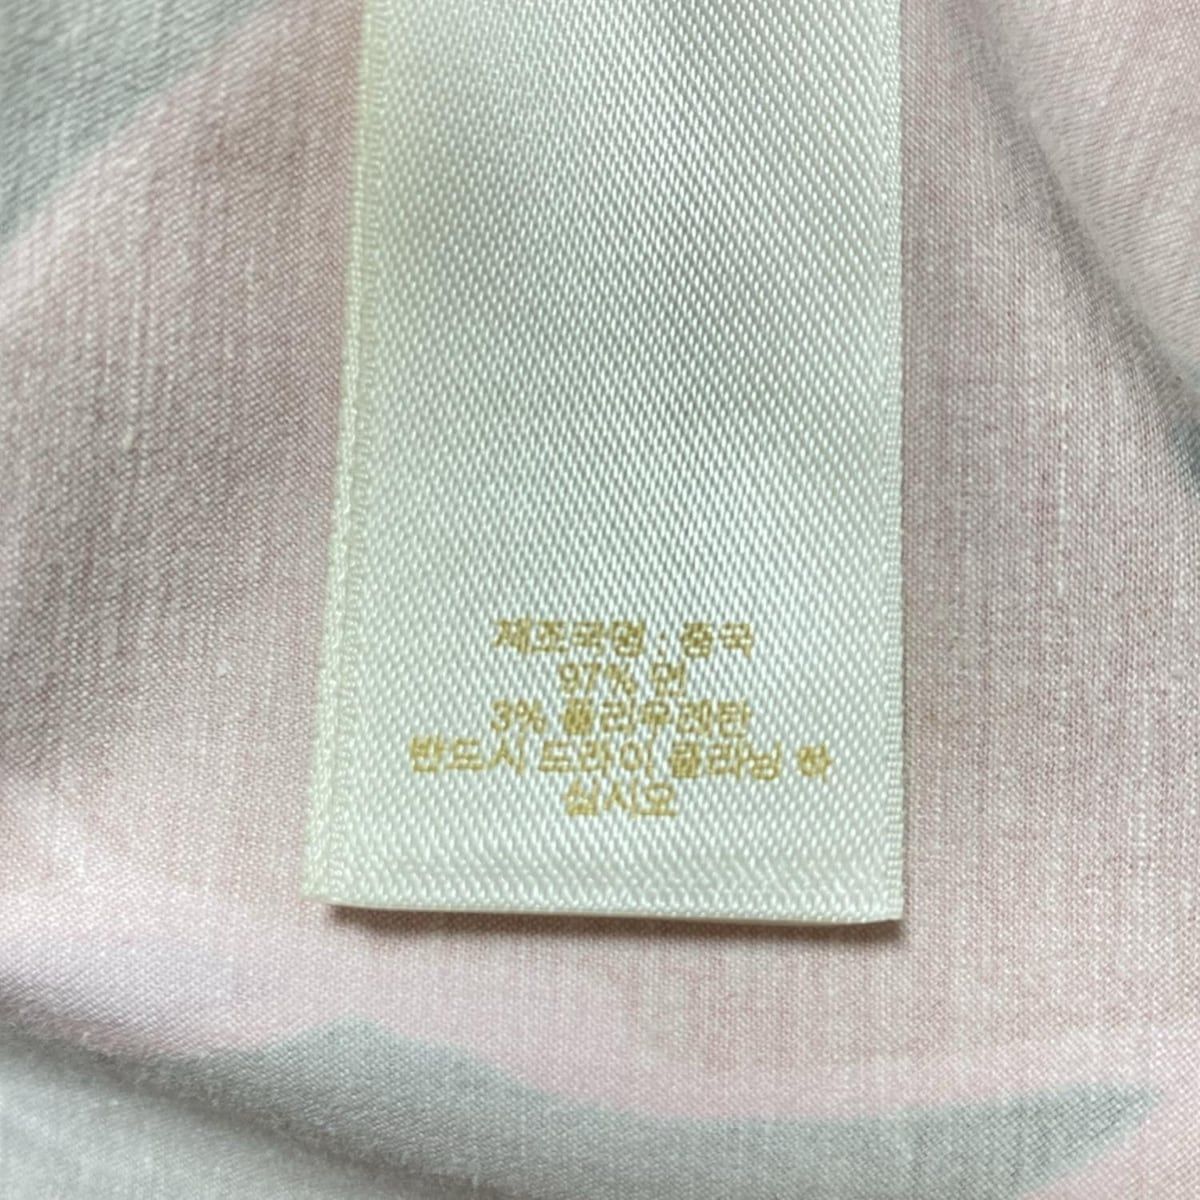 제조국명 : 중국
97% 면
3% 폴리우레탄
반드시 드라이 클리닝 하
십시오